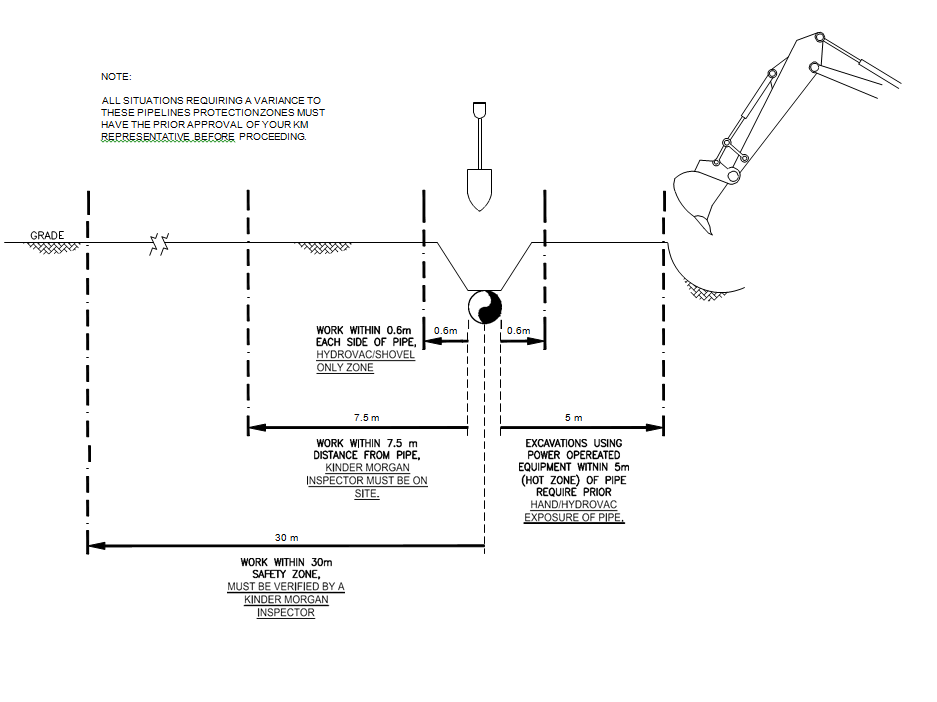 NOTE:
ALL SITUATIONS REQUIRING A VARIANCE TO
THESE PIPELINES PROTECTIONZONES MUST
HAVE THE PRIOR APPROVAL OF YOUR KM
REPRESENTATIVE BEFORE PROCEEDING.
GRADE
WORK WITHIN 0.6m
EACH SIDE OF PIPE,
HYDROVAC/SHOVEL
ONLY ZONE
0.6m
0.6m
7.5 m
5 m
WORK WITHIN 7.5 m
DISTANCE FROM PIPE,
KINDER MORGAN
INSPECTOR MUST BE ON
SITE.
EXCAVATIONS USING
POWER OPEREATED
EQUIPMENT WITNIN 5m
(HOT ZONE) OF PIPE
REQUIRE PRIOR
HAND/HYDROVAC
EXPOSURE OF PIPE,
30 m
WORK WITHIN 30m
SAFETY ZONE,
MUST BE VERIFIED BY A
KINDER MORGAN
INSPECTOR